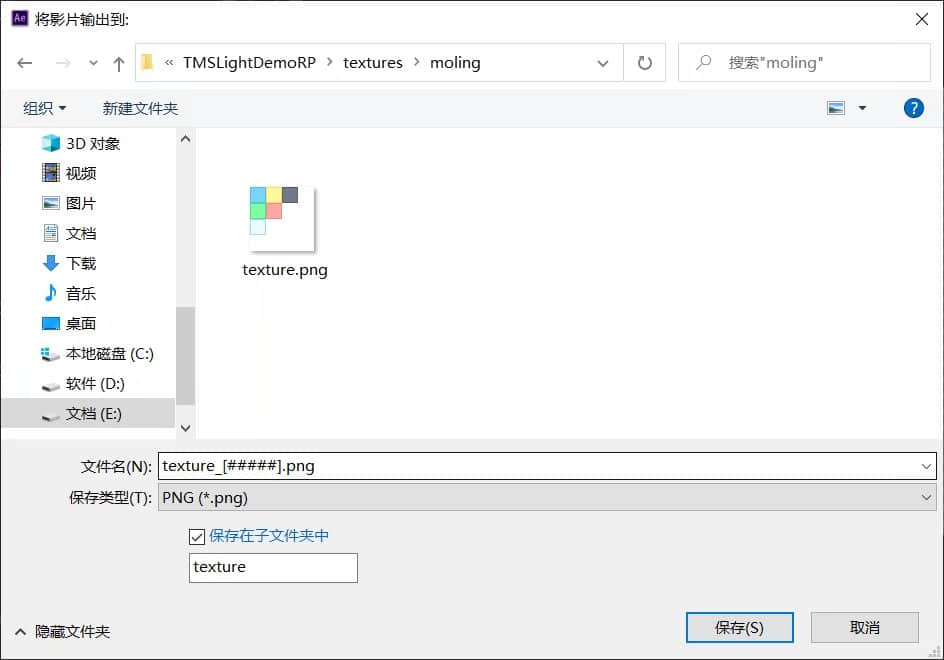 Ae 将影片输出到:
« TMSLightDemoRP › textures › moling
搜索"moling"
组织
新建文件夹
?
3D 对象
视频
图片
文档
下载
音乐
桌面
本地磁盘 (C:)
软件 (D:)
文档 (E:)
texture.png
文件名(N): texture_[#####].png
保存类型(T): PNG (*.png)
保存在子文件夹中
texture
隐藏文件夹
保存(S)
取消